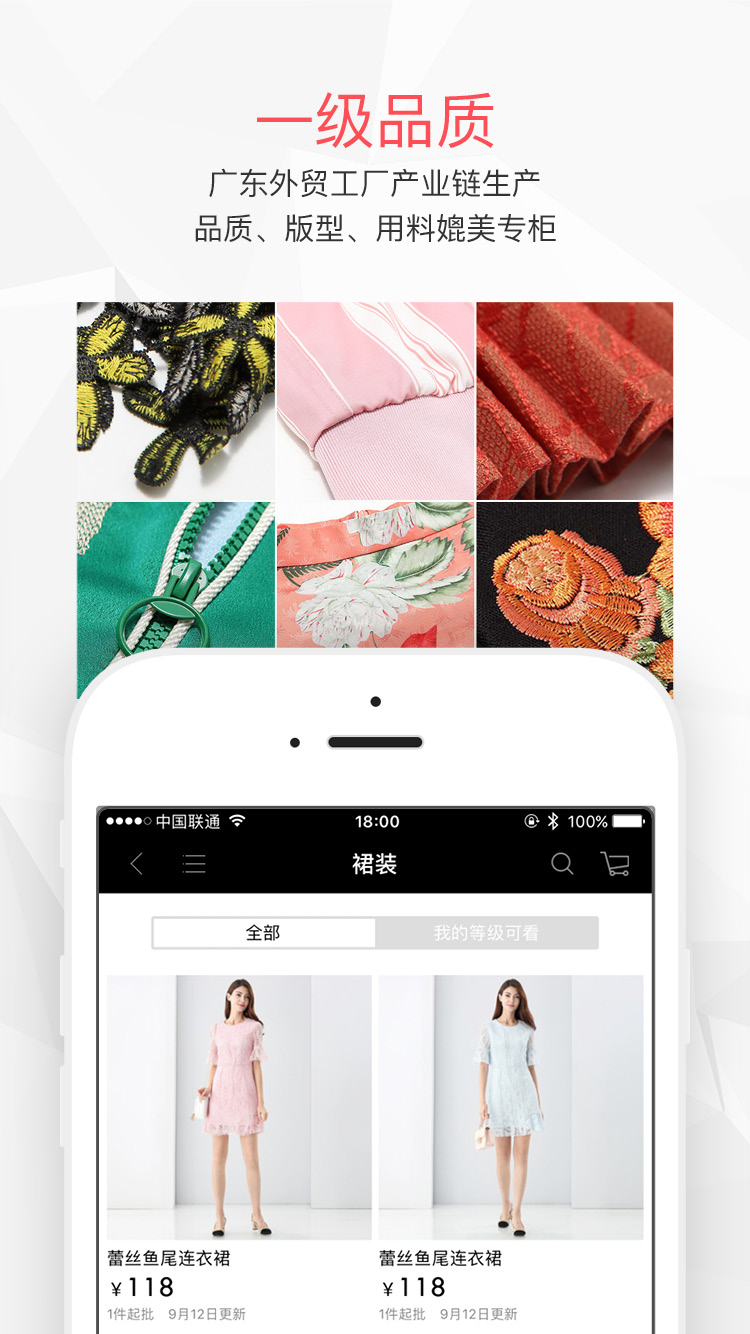 一级品质
广东外贸工厂产业链生产
品质、版型、用料媲美专柜
中国联通 18:00 100%
裙装
全部 我的等级可看
蕾丝鱼尾连衣裙 蕾丝鱼尾连衣裙
¥118 ¥118
1件起批 9月12日更新 1件起批 9月12日更新